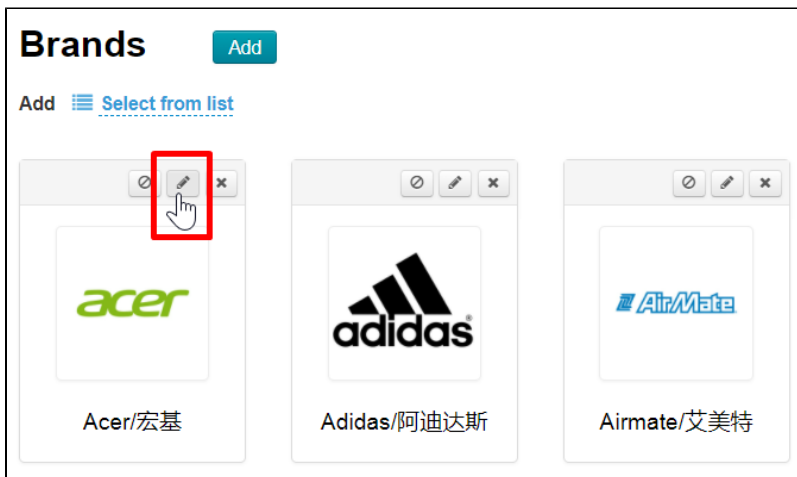 Brands
Add
Add Select from list
acer
adidas®
AirMate
Acer/宏基
Adidas/阿迪达斯
Airmate/艾美特